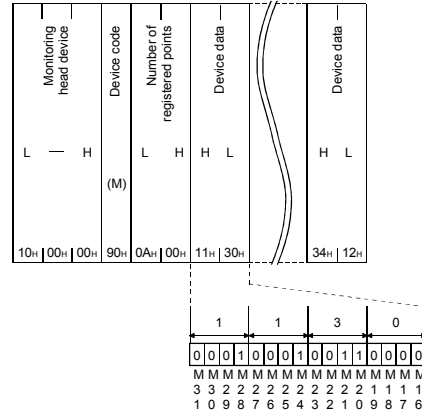 Monitoring
head device
Device code
Number of
registered points
Device data
Device data
L — H
L H
H L
H L
(M)
10H 00H 00H 90H 0AH 00H 11H 30H 34H 12H
1 1 3 0
0 0 0 1 0 0 0 1 0 0 1 1 0 0 0 0
M M M M M M M M M M M M M M M M
3 3 2 2 2 2 2 2 2 2 2 2 1 1 1 1
1 0 9 8 7 6 5 4 3 2 1 0 9 8 7 6